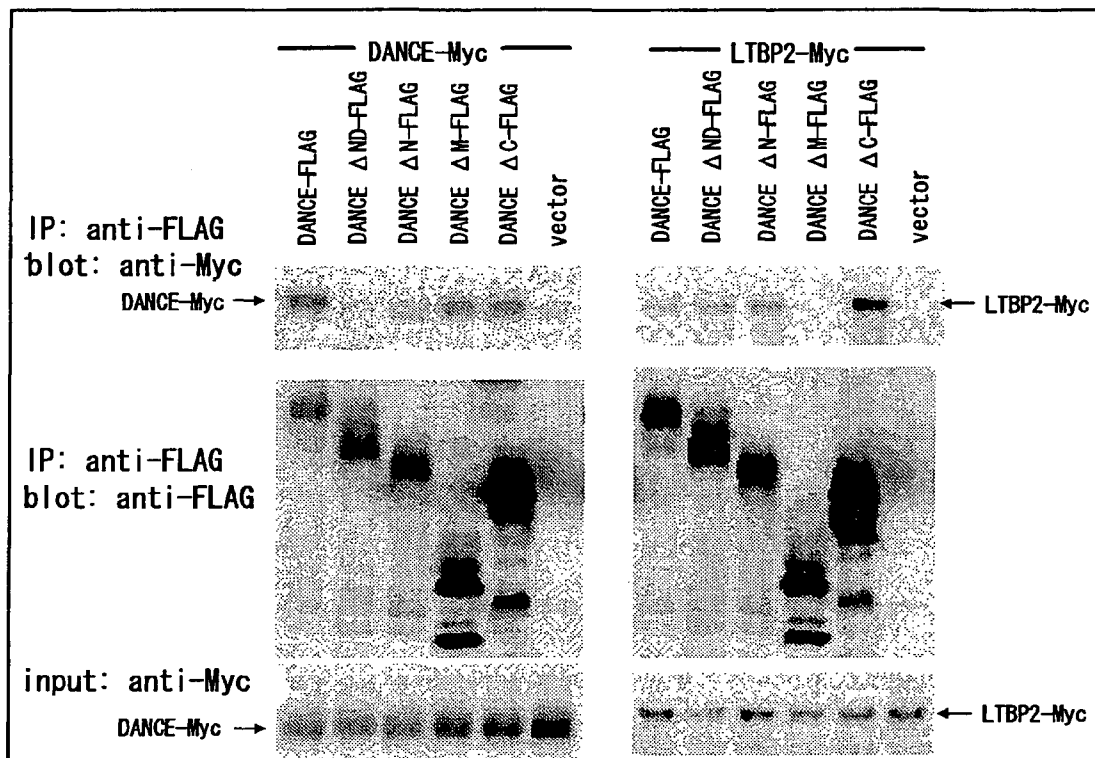 DANCE-Myc
LTBP2-Myc
DANCE-FLAG
DANCE ΔND-FLAG
DANCE ΔN-FLAG
DANCE ΔM-FLAG
DANCE ΔC-FLAG
vector
DANCE-FLAG
DANCE ΔND-FLAG
DANCE ΔN-FLAG
DANCE ΔM-FLAG
DANCE ΔC-FLAG
vector
IP: anti-FLAG
blot: anti-Myc
DANCE-Myc →
← LTBP2-Myc
IP: anti-FLAG
blot: anti-FLAG
input: anti-Myc
DANCE-Myc →
← LTBP2-Myc